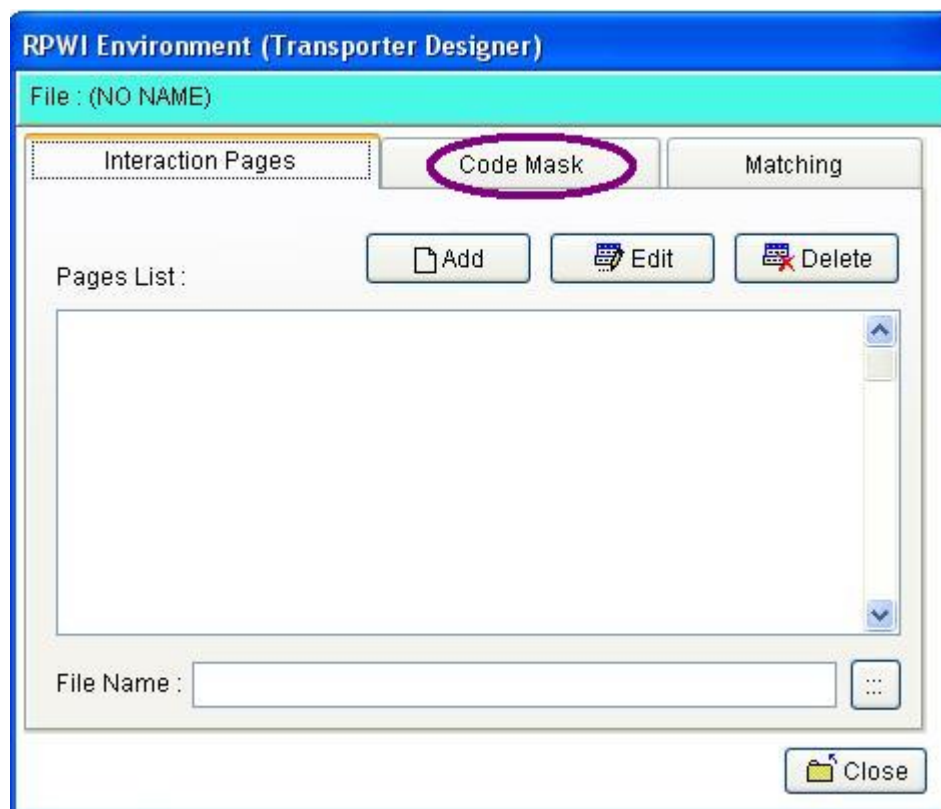 RPWI Environment (Transporter Designer)
File : (NO NAME)
Interaction Pages Code Mask Matching
Pages List : Add Edit Delete
File Name : :::
Close